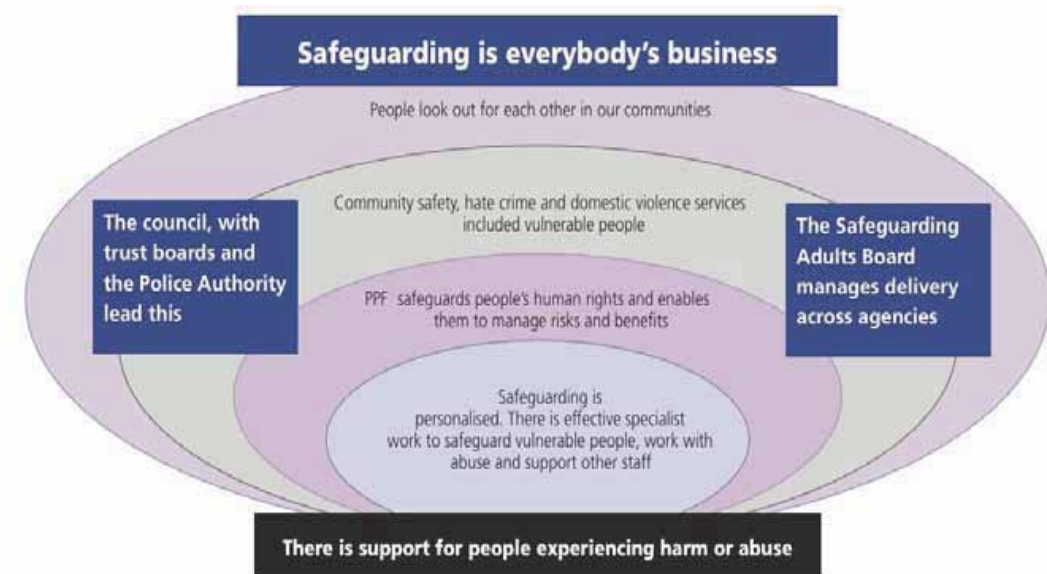 Safeguarding is everybody's business
People look out for each other in our communities
Community safety, hate crime and domestic violence services
included vulnerable people
The council, with
trust boards and
the Police Authority
lead this
The Safeguarding
Adults Board
manages delivery
across agencies
PPF safeguards people's human rights and enables
them to manage risks and benefits
Safeguarding is
personalised. There is effective specialist
work to safeguard vulnerable people, work with
abuse and support other staff
There is support for people experiencing harm or abuse